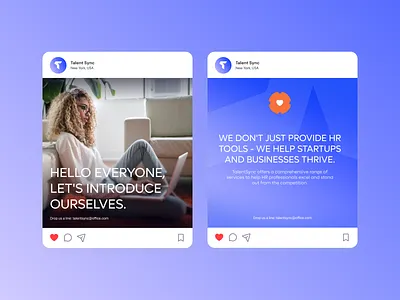 Talent Sync
New York, USA
HELLO EVERYONE,
LET'S INTRODUCE
OURSELVES.
Drop us a line: talentsync@office.com
Talent Sync
New York, USA
WE DON'T JUST PROVIDE HR
TOOLS - WE HELP STARTUPS
AND BUSINESSES THRIVE.
TalentSync offers a comprehensive range of
services to help HR professionals excel and stand
out from the competition.
Drop us a line: talentsync@office.com